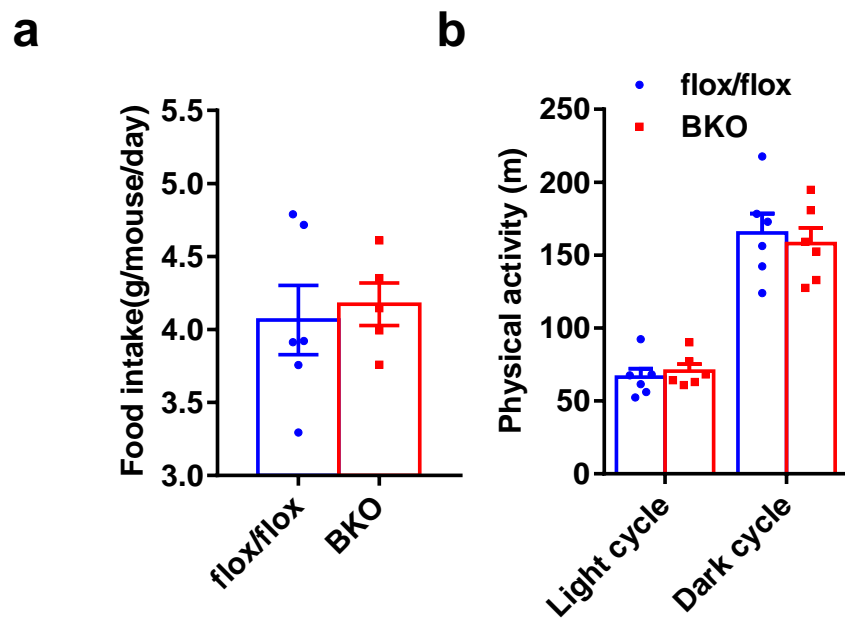 a
Food intake(g/mouse/day)
5.5
5.0
4.5
4.0
3.5
3.0
flox/flox
BKO
b
flox/flox
BKO
Physical activity (m)
250
200
150
100
50
0
Light cycle
Dark cycle